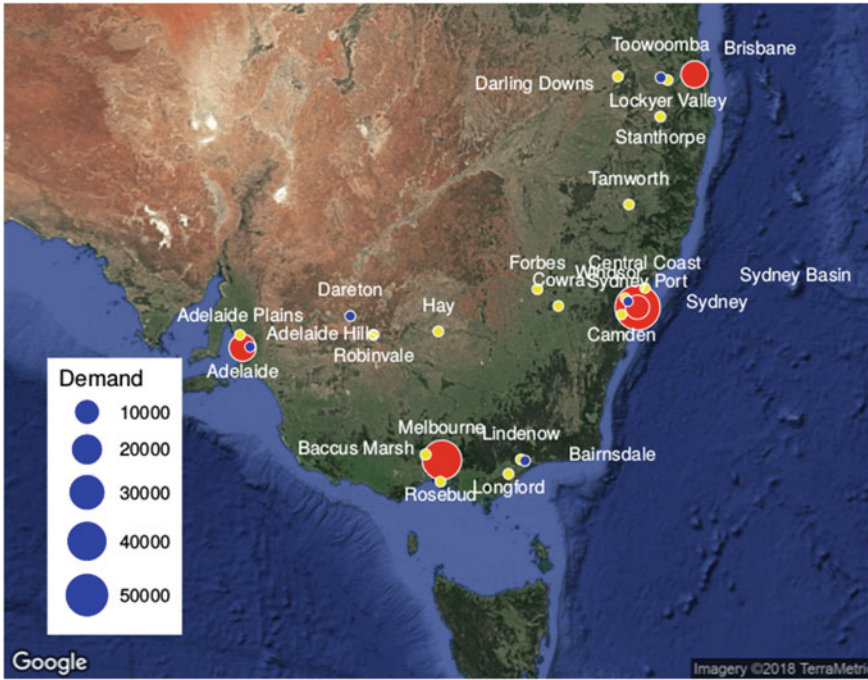 Toowoomba
Brisbane
Darling Downs
Lockyer Valley
Stanthorpe
Tamworth
Forbes
Central Coast
Windsor
Cowra
Sydney Port
Sydney Basin
Dareton
Hay
Sydney
Adelaide Plains
Adelaide Hills
Camden
Robinvale
Adelaide
Demand
10000
20000
30000
40000
50000
Melbourne
Lindenow
Baccus Marsh
Bairnsdale
Rosebud
Longford
Google
Imagery ©2018 TerraMetric